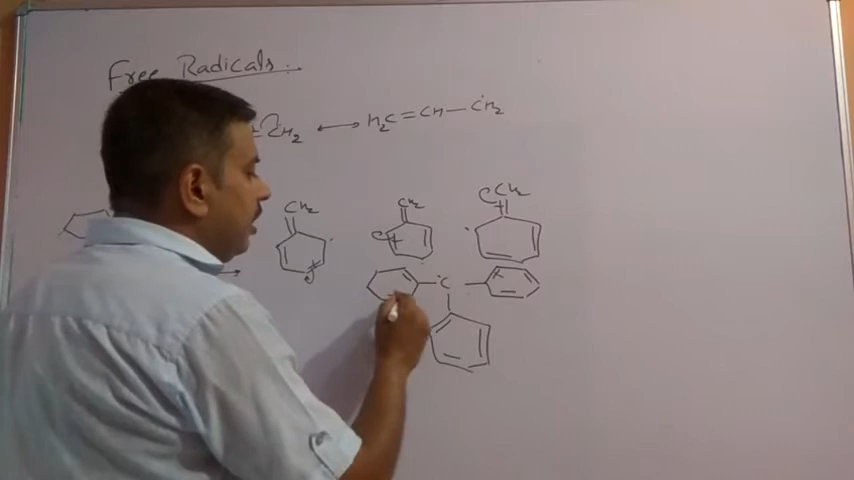 Free Radicals.
CH₂ ⟷ H₂C=CH—ĊH₂
CH₂ CH₂ CH₂
Ċ